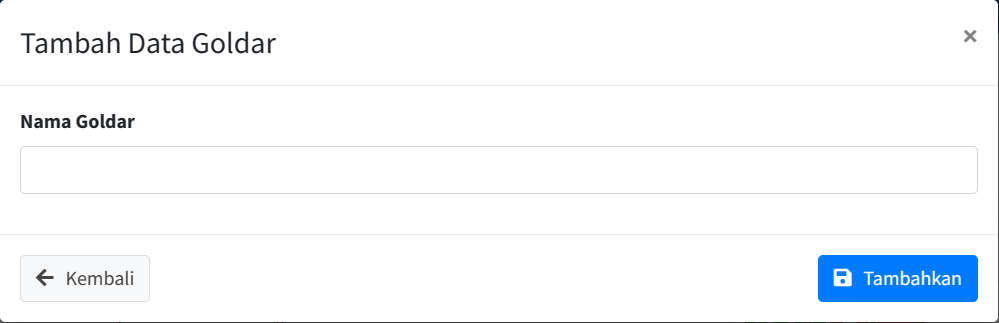 Tambah Data Goldar
×
Nama Goldar
Kembali
Tambahkan